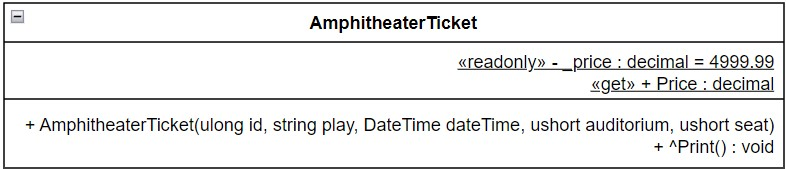 AmphitheaterTicket
«readonly» - _price : decimal = 4999.99
«get» + Price : decimal
+ AmphitheaterTicket(ulong id, string play, DateTime dateTime, ushort auditorium, ushort seat)
+ ^Print() : void